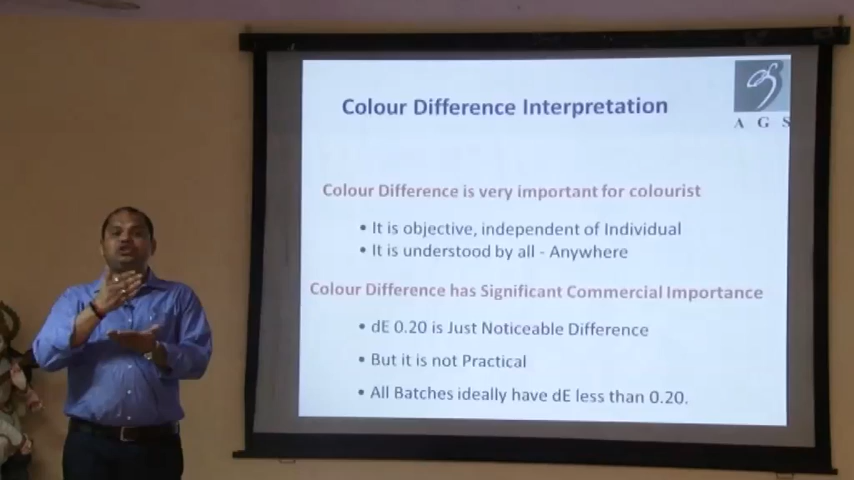 Colour Difference Interpretation
A G S
Colour Difference is very important for colourist
• It is objective, independent of Individual
• It is understood by all - Anywhere
Colour Difference has Significant Commercial Importance
• dE 0.20 is Just Noticeable Difference
• But it is not Practical
• All Batches ideally have dE less than 0.20.